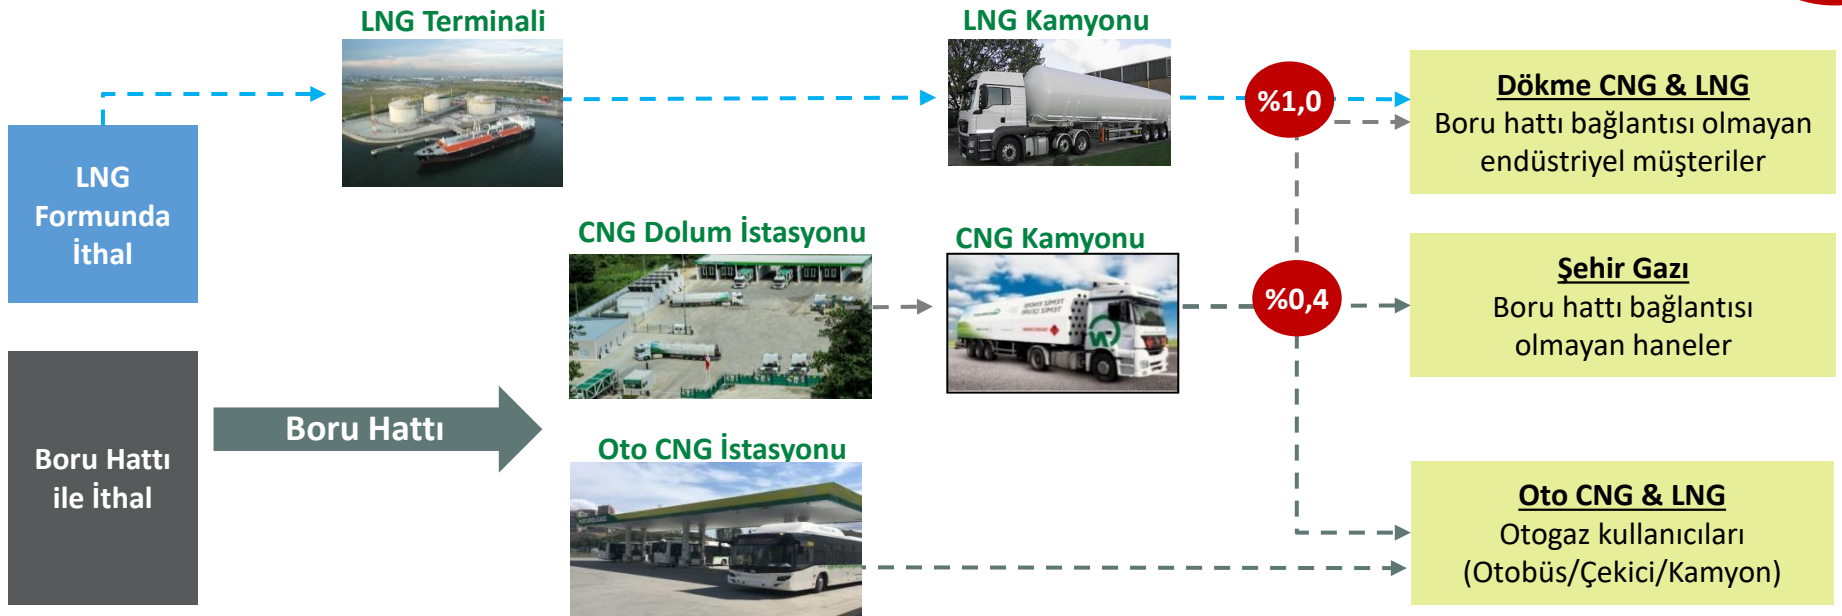 LNG Terminali
LNG Kamyonu
LNG
Formunda
İthal
%1,0
Dökme CNG & LNG
Boru hattı bağlantısı olmayan
endüstriyel müşteriler
CNG Dolum İstasyonu
CNG Kamyonu
%0,4
Şehir Gazı
Boru hattı bağlantısı
olmayan haneler
Boru Hattı
ile İthal
Boru Hattı
Oto CNG İstasyonu
Oto CNG & LNG
Otogaz kullanıcıları
(Otobüs/Çekici/Kamyon)